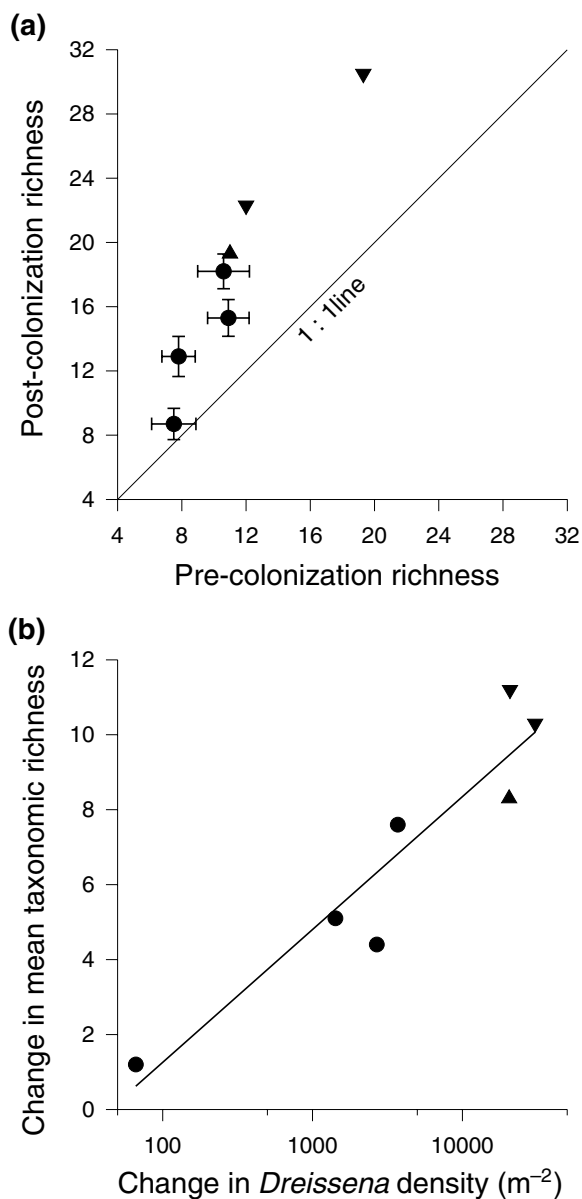 (a)
32
28
24
20
16
12
8
4
Post-colonization richness
1 : 1line
4 8 12 16 20 24 28 32
Pre-colonization richness
(b)
12
10
8
6
4
2
0
Change in mean taxonomic richness
100 1000 10000
Change in Dreissena density (m⁻²)